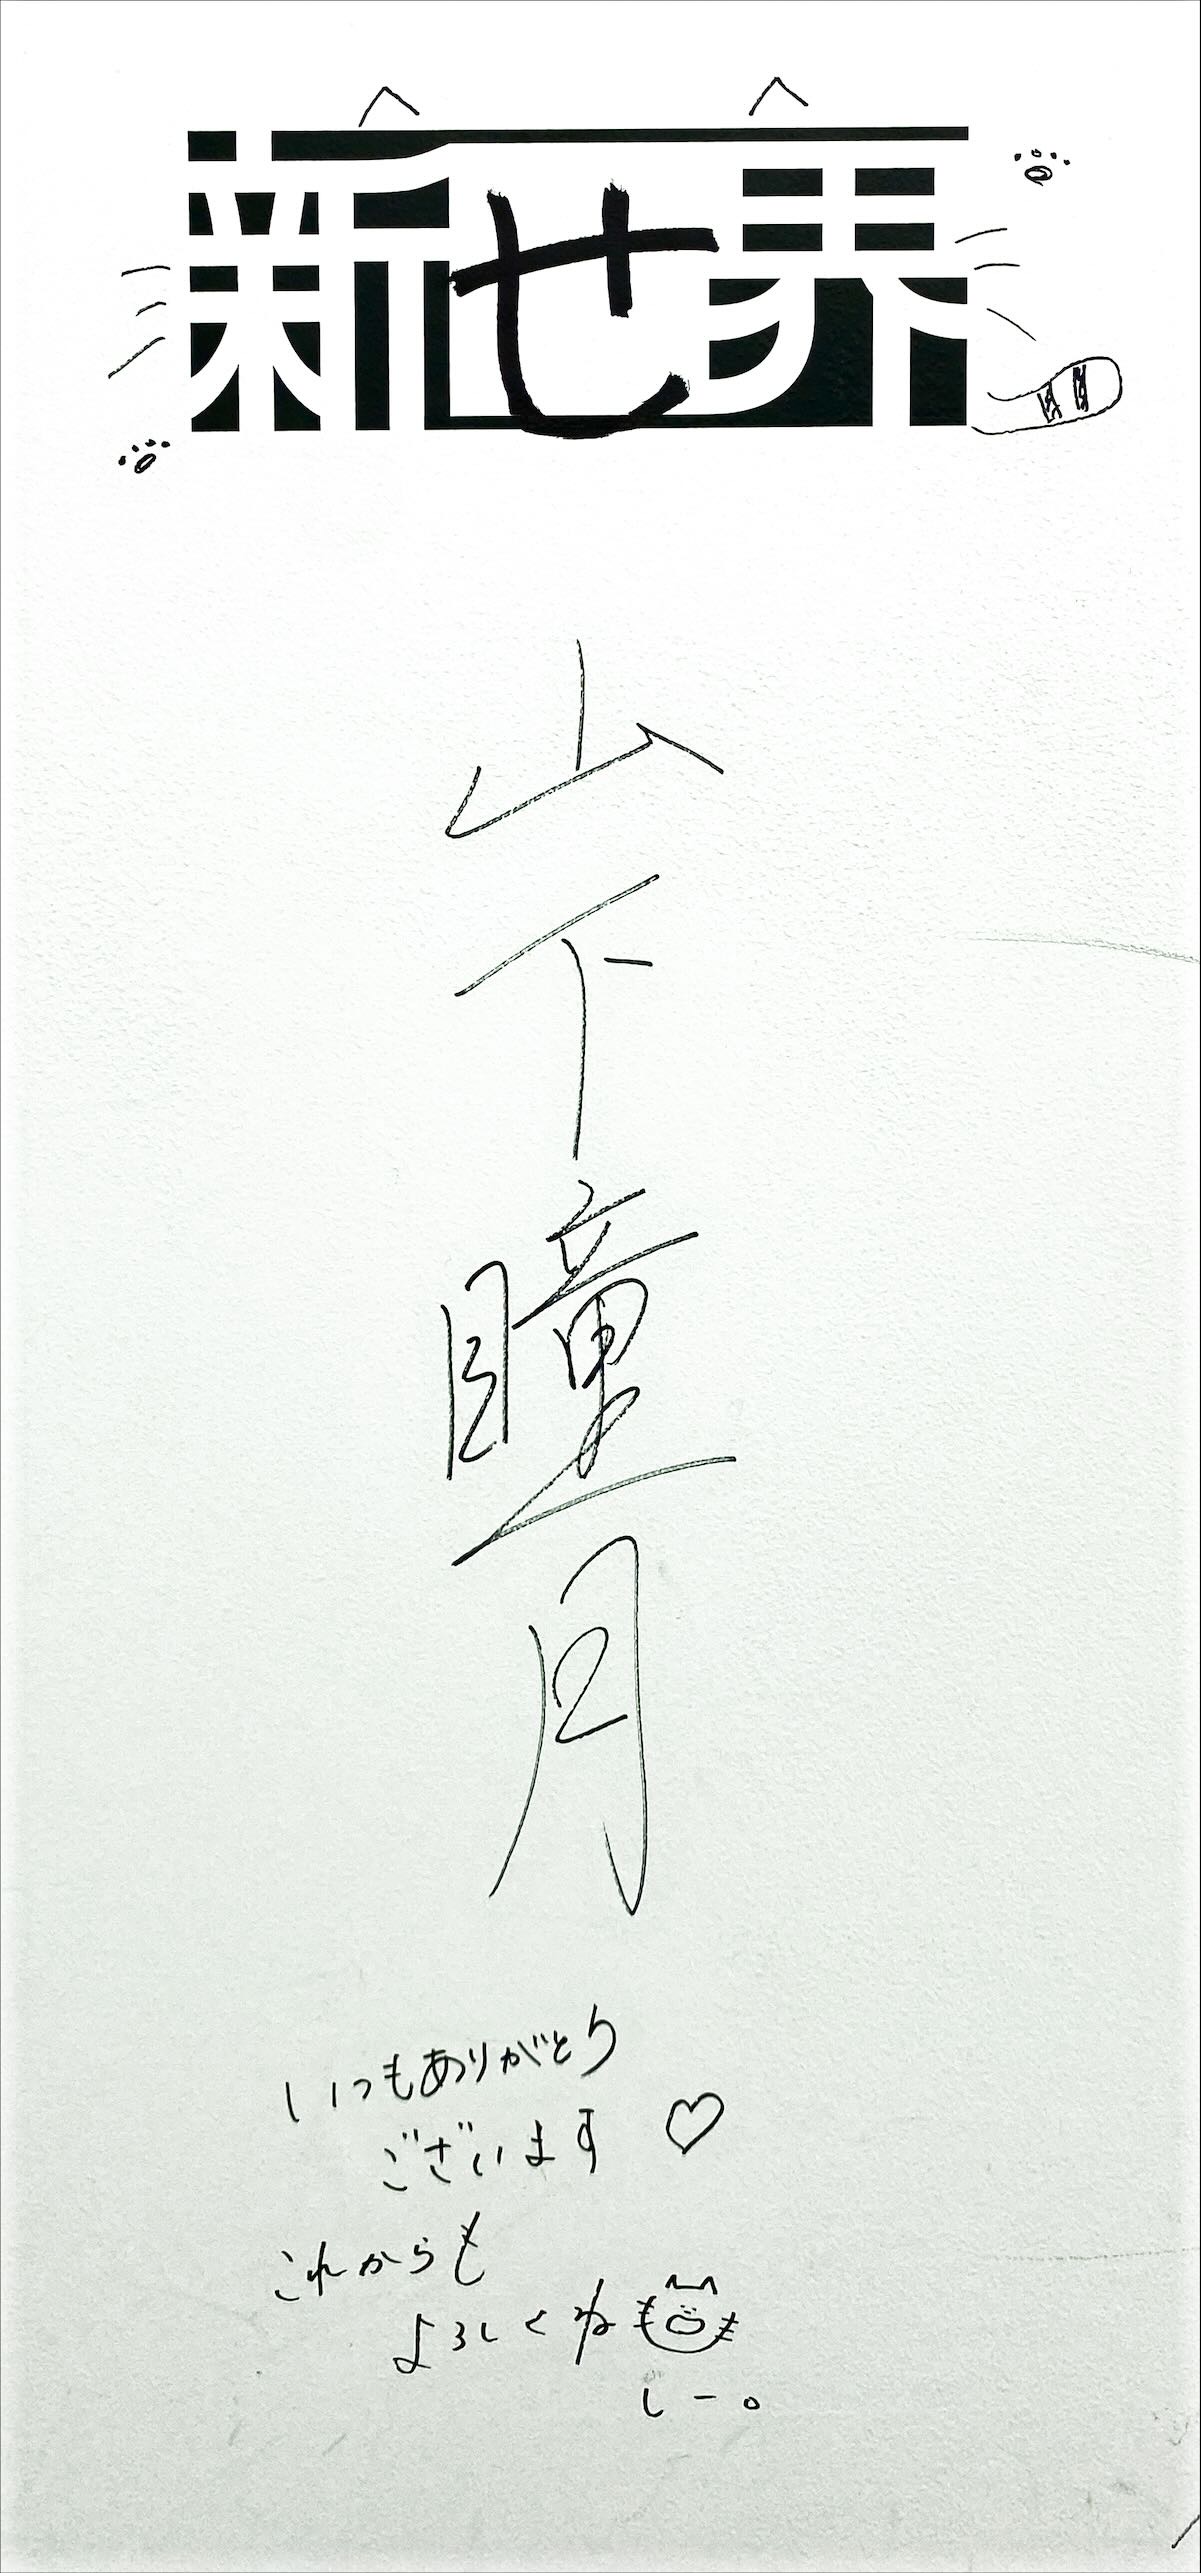 新せ界
山下瞳月
いつもありがとう
ございます♡
これからも
よろしくね
しー。